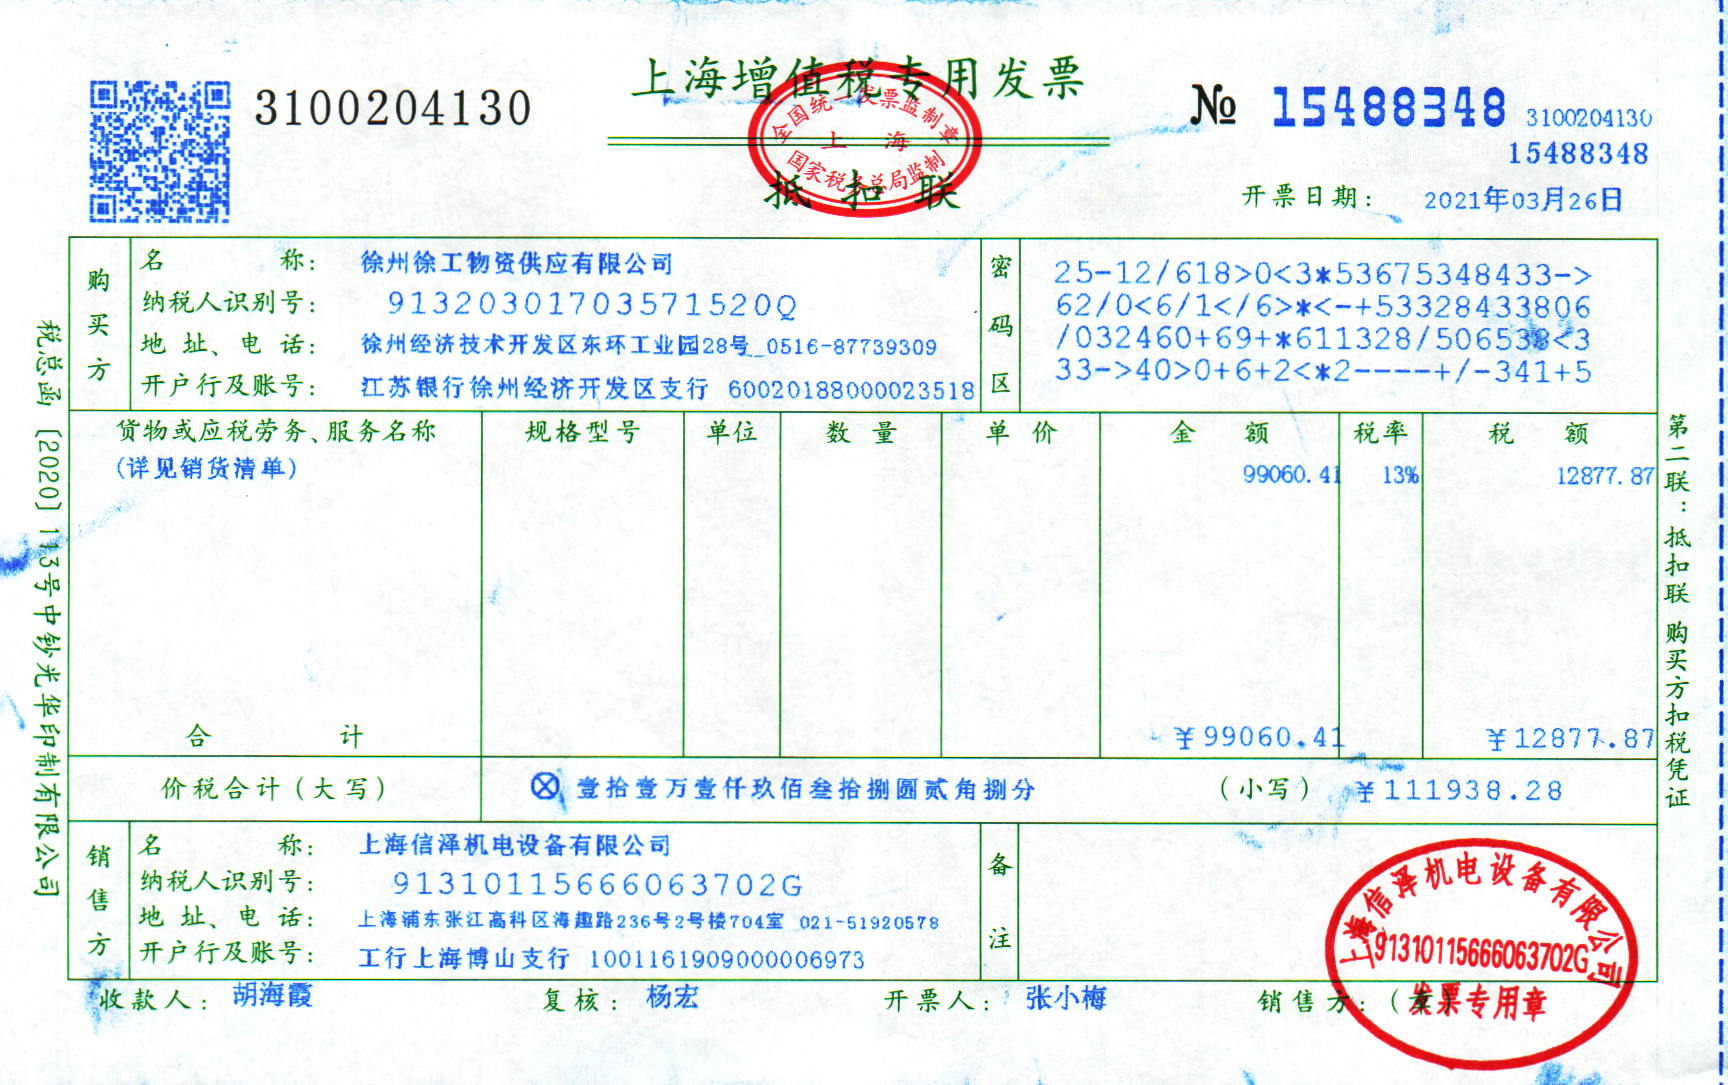 上海增值税专用发票
3100204130
№ 15488348
3100204130
15488348
全国统一发票监制章
上海
国家税务总局监制
抵扣联
开票日期: 2021年03月26日
税总函〔2020〕113号中钞光华印制有限公司
购买方
名称: 徐州徐工物资供应有限公司
纳税人识别号: 91320301703571520Q
地址、电话: 徐州经济技术开发区东环工业园28号_0516-87739309
开户行及账号: 江苏银行徐州经济开发区支行 60020188000023518
密码区
25-12/618>0<3*53675348433->
62/0<6/1</6>*<-+53328433806
/032460+69+*611328/506538<3
33->40>0+6+2<*2----+/-341+5
货物或应税劳务、服务名称 规格型号 单位 数量 单价 金额 税率 税额
(详见销货清单) 99060.41 13% 12877.87
合计 ¥99060.41 ¥12877.87
价税合计(大写) ⊗壹拾壹万壹仟玖佰叁拾捌圆贰角捌分 (小写) ¥111938.28
第二联:抵扣联 购买方扣税凭证
销售方
名称: 上海信泽机电设备有限公司
纳税人识别号: 91310115666063702G
地址、电话: 上海浦东张江高科区海趣路236号2号楼704室 021-51920578
开户行及账号: 工行上海博山支行 1001161909000006973
备注
上海信泽机电设备有限公司
91310115666063702G
发票专用章
收款人: 胡海霞 复核: 杨宏 开票人: 张小梅 销售方:(章)